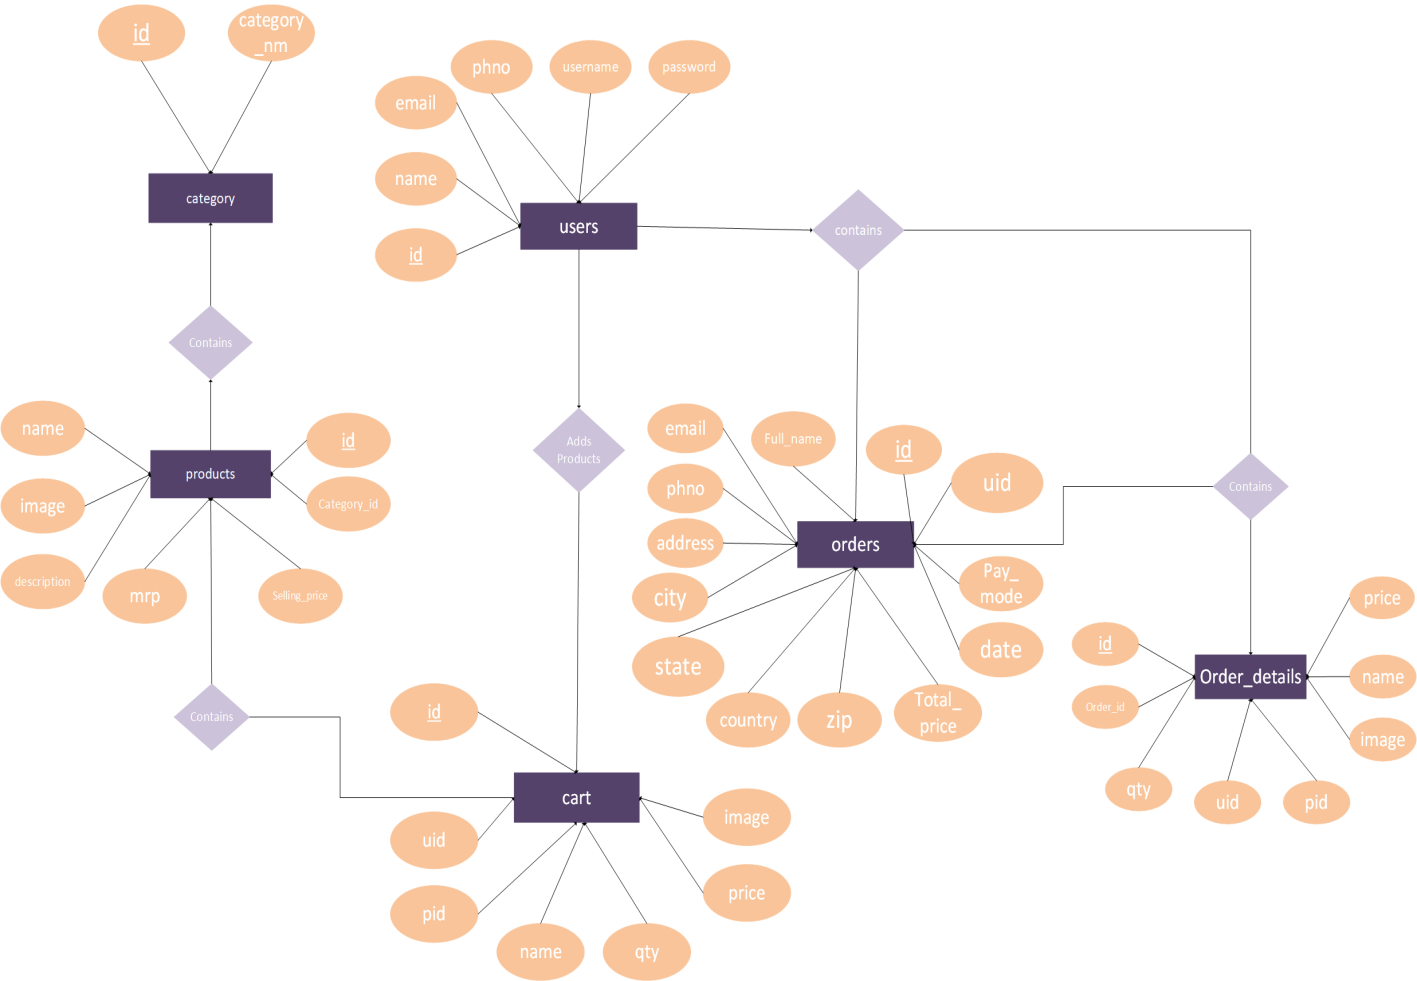 id
category
_nm
phno
username
password
email
name
id
category
users
contains
Contains
name
id
products
image
Category_id
description
mrp
Selling_price
Adds
Products
email
Full_name
id
uid
phno
address
orders
city
Pay_
mode
state
date
country
zip
Total_
price
Contains
price
id
Order_details
name
Order_id
image
qty
uid
pid
Contains
id
cart
image
uid
price
pid
name
qty